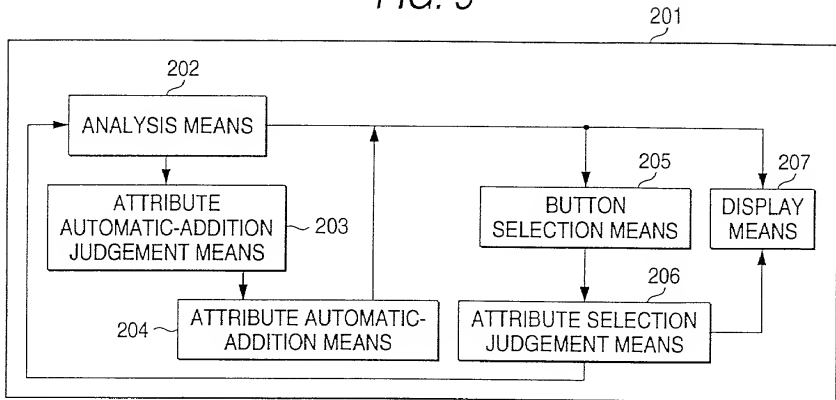 201
202
ANALYSIS MEANS
ATTRIBUTE
AUTOMATIC-ADDITION
JUDGEMENT MEANS
203
204
ATTRIBUTE AUTOMATIC-
ADDITION MEANS
205
BUTTON
SELECTION MEANS
207
DISPLAY
MEANS
206
ATTRIBUTE SELECTION
JUDGEMENT MEANS